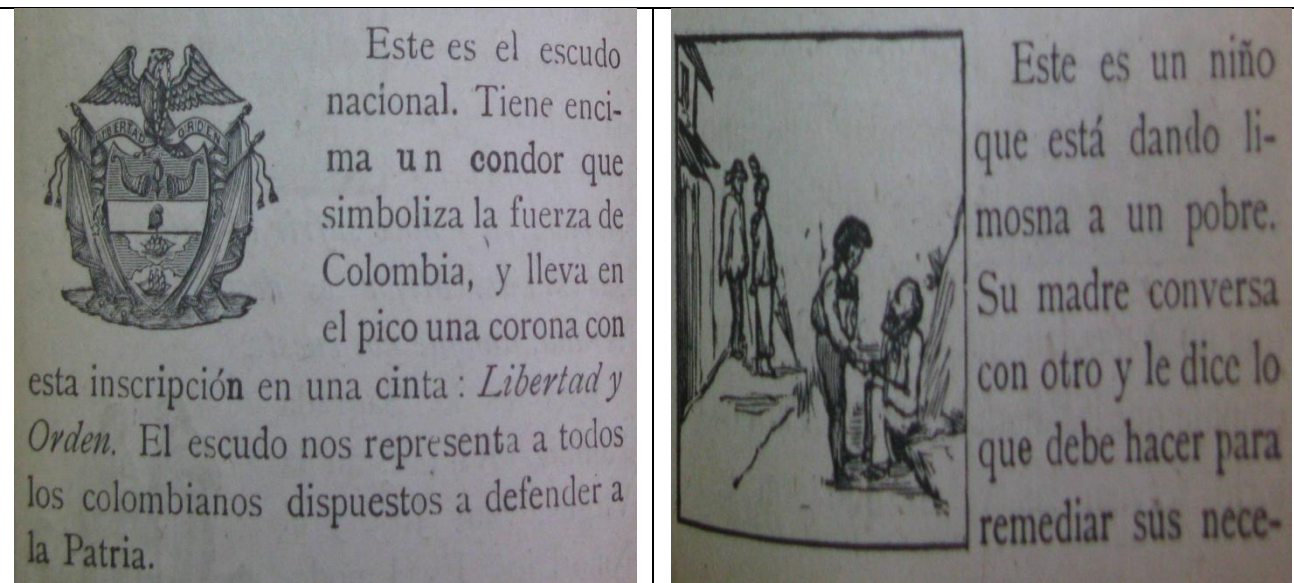 LIBERTAD ORDEN
Este es el escudo
nacional. Tiene enci-
ma un condor que
simboliza la fuerza de
Colombia, y lleva en
el pico una corona con
esta inscripción en una cinta : Libertad y
Orden. El escudo nos representa a todos
los colombianos dispuestos a defender a
la Patria.
Este es un niño
que está dando li-
mosna a un pobre.
Su madre conversa
con otro y le dice lo
que debe hacer para
remediar sus nece-